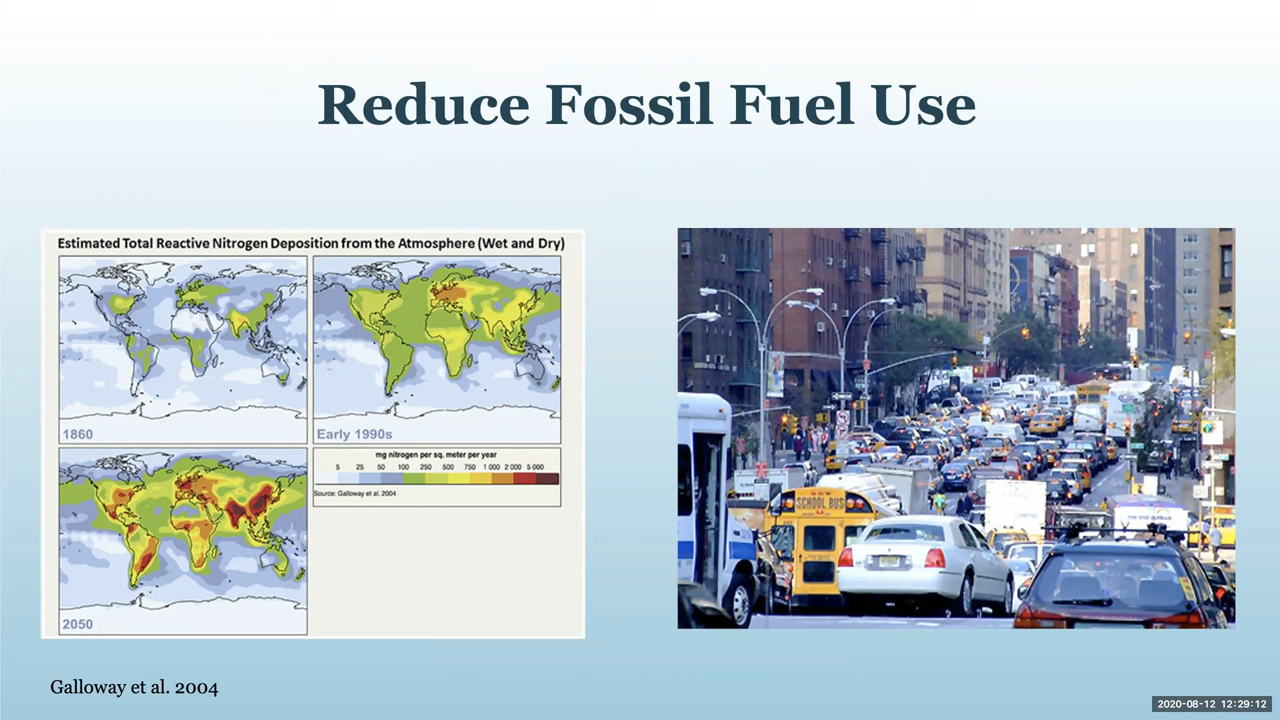 Reduce Fossil Fuel Use
Estimated Total Reactive Nitrogen Deposition from the Atmosphere (Wet and Dry)
1860
Early 1990s
mg nitrogen per sq. meter per year
5 25 50 100 250 500 750 1 000 2 000 5 000
Source: Galloway et al. 2004
2050
SCHOOL BUS
Galloway et al. 2004
2020-08-12 12:29:12